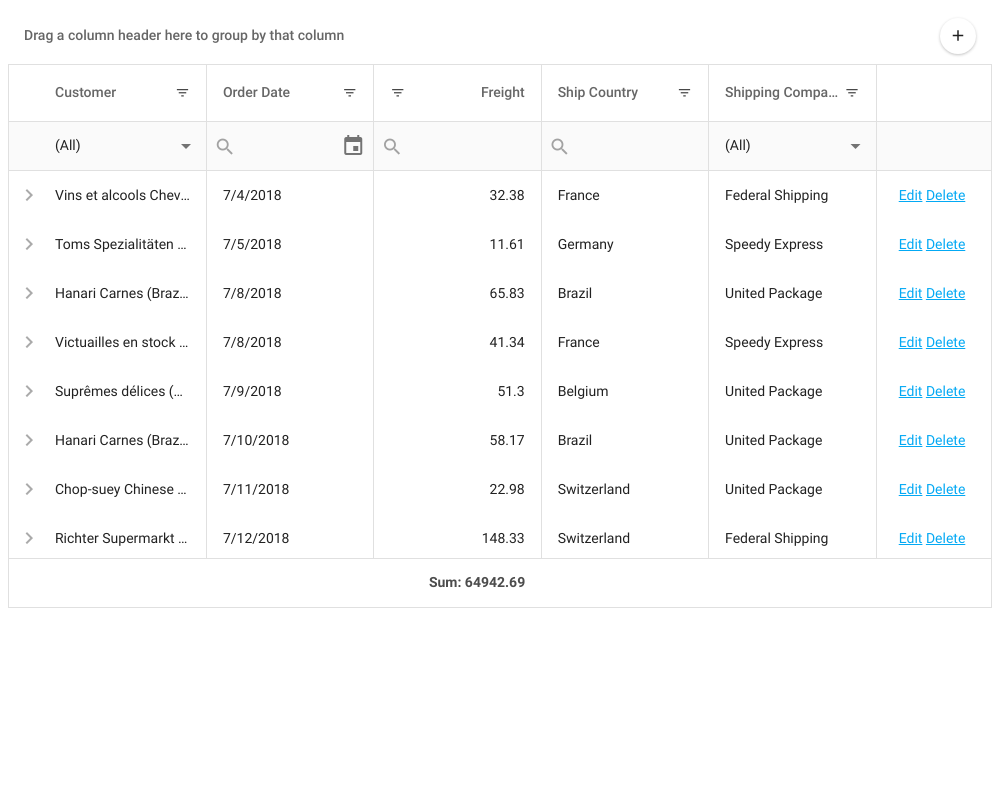 Drag a column header here to group by that column
Customer Order Date Freight Ship Country Shipping Compa...
(All) (All)
Vins et alcools Chev... 7/4/2018 32.38 France Federal Shipping Edit Delete
Toms Spezialitäten ... 7/5/2018 11.61 Germany Speedy Express Edit Delete
Hanari Carnes (Braz... 7/8/2018 65.83 Brazil United Package Edit Delete
Victuailles en stock ... 7/8/2018 41.34 France Speedy Express Edit Delete
Suprêmes délices (... 7/9/2018 51.3 Belgium United Package Edit Delete
Hanari Carnes (Braz... 7/10/2018 58.17 Brazil United Package Edit Delete
Chop-suey Chinese ... 7/11/2018 22.98 Switzerland United Package Edit Delete
Richter Supermarkt ... 7/12/2018 148.33 Switzerland Federal Shipping Edit Delete
Sum: 64942.69